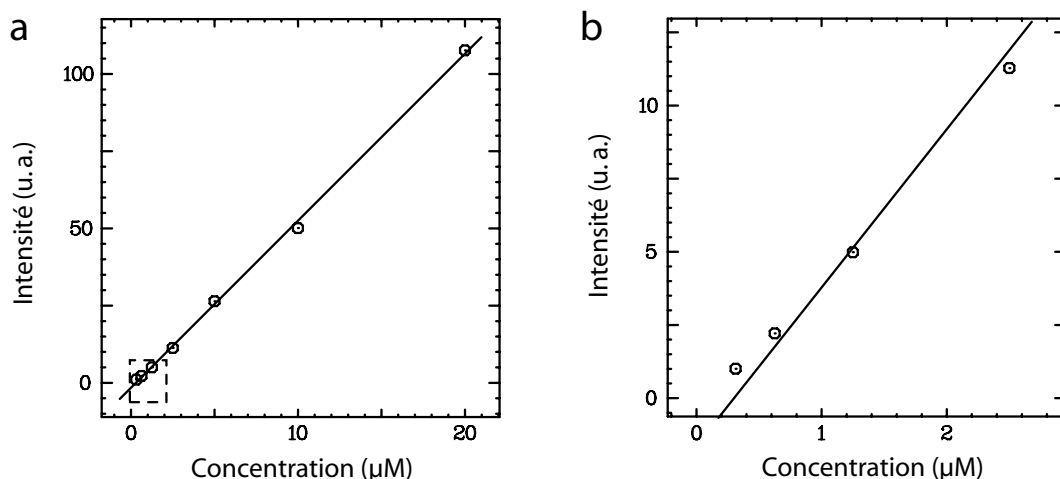 a
100
50
0
0 10 20
Intensité (u. a.)
Concentration (µM)
b
10
5
0
0 1 2
Intensité (u. a.)
Concentration (µM)